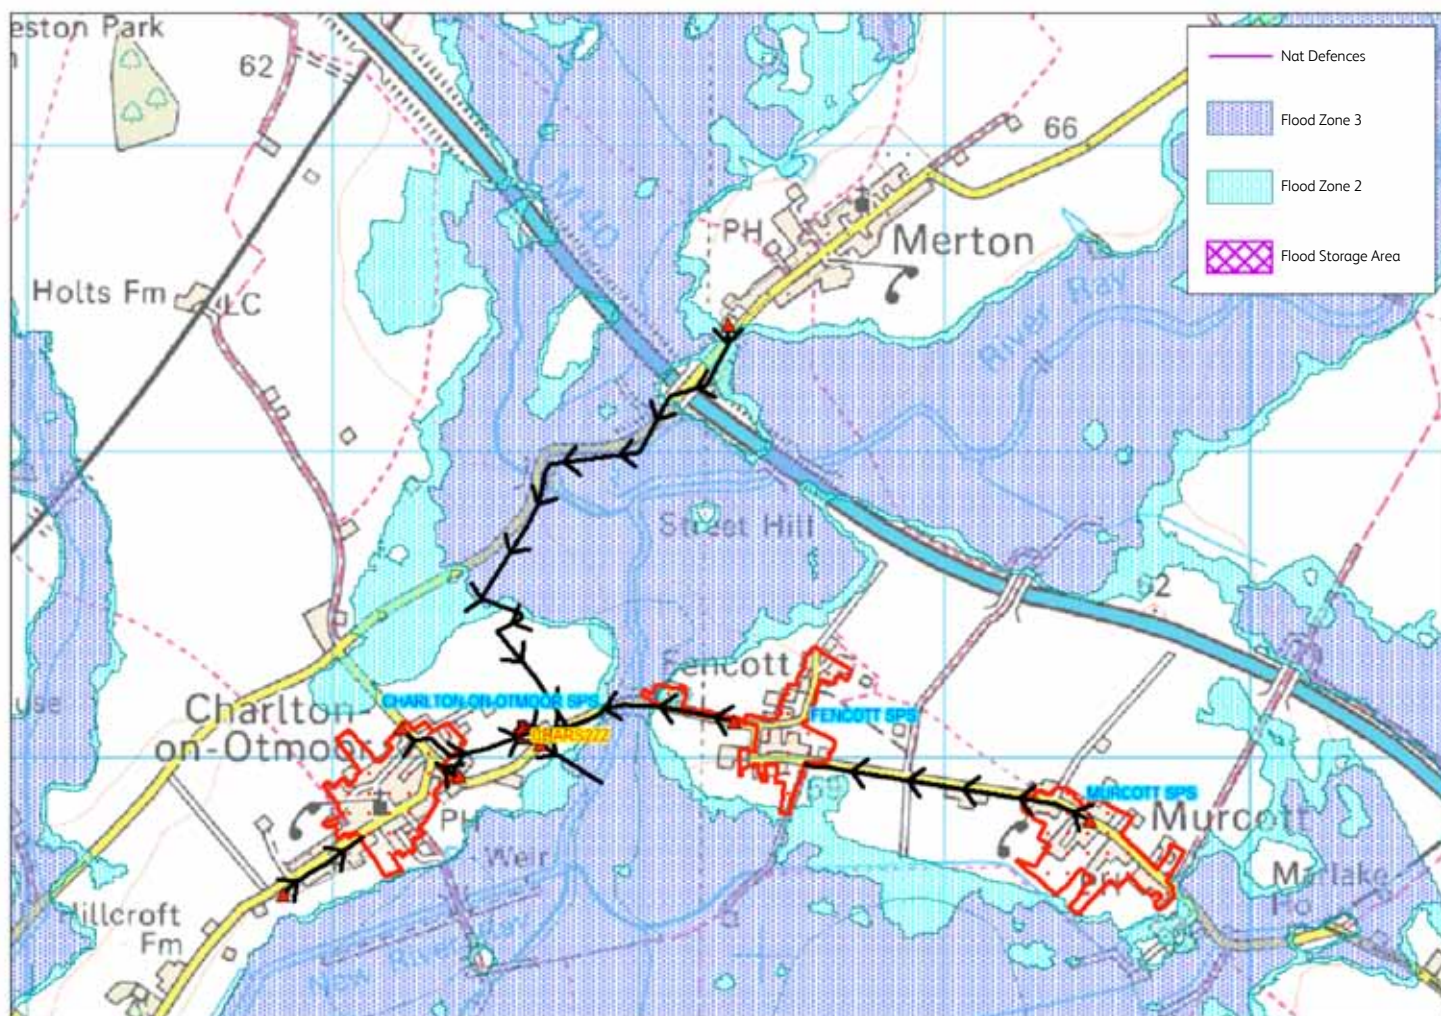 eston Park
62
Nat Defences
Flood Zone 3
Flood Zone 2
Flood Storage Area
66
M 40
PH
Merton
Holts Fm
LC
River Ray
Street Hill
Fencott
Charlton-
on-Otmoor
CHARLTON-ON-OTMOOR SPS
FENCOTT SPS
MURCOTT SPS
Murcott
PH
Weir
Marlake
Ho
Hillcroft
Fm
New River Ray